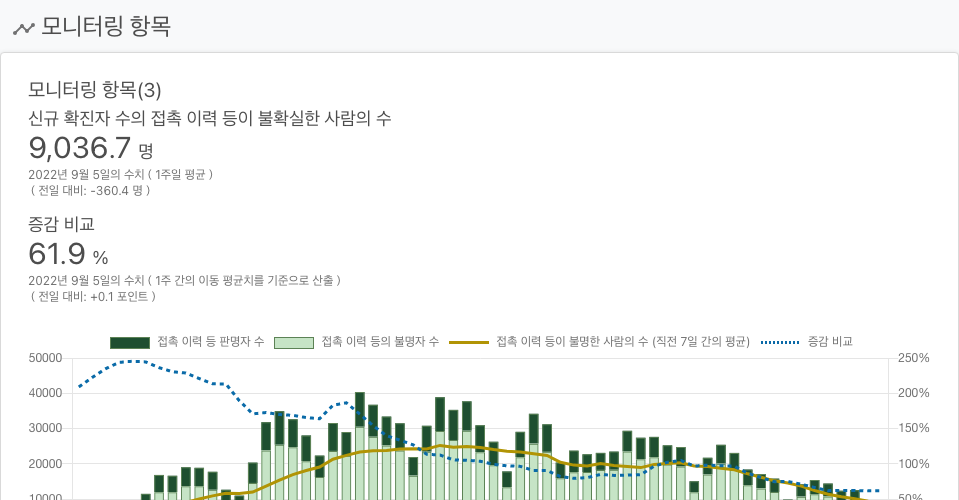 모니터링 항목
모니터링 항목(3)
신규 확진자 수의 접촉 이력 등이 불확실한 사람의 수
9,036.7 명
2022년 9월 5일의 수치 ( 1주일 평균 )
( 전일 대비: -360.4 명 )
증감 비교
61.9 %
2022년 9월 5일의 수치 ( 1주 간의 이동 평균치를 기준으로 산출 )
( 전일 대비: +0.1 포인트 )
접촉 이력 등 판명자 수 접촉 이력 등의 불명자 수 접촉 이력 등이 불명한 사람의 수 (직전 7일 간의 평균) 증감 비교
50000 250%
40000 200%
30000 150%
20000 100%
10000 50%